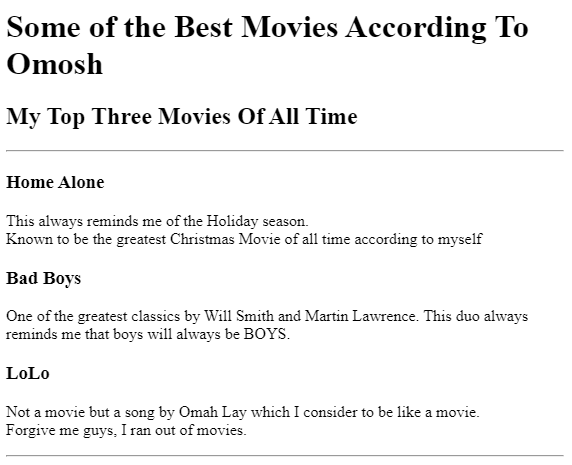 Some of the Best Movies According To
Omosh
My Top Three Movies Of All Time
Home Alone
This always reminds me of the Holiday season.
Known to be the greatest Christmas Movie of all time according to myself
Bad Boys
One of the greatest classics by Will Smith and Martin Lawrence. This duo always
reminds me that boys will always be BOYS.
LoLo
Not a movie but a song by Omah Lay which I consider to be like a movie.
Forgive me guys, I ran out of movies.